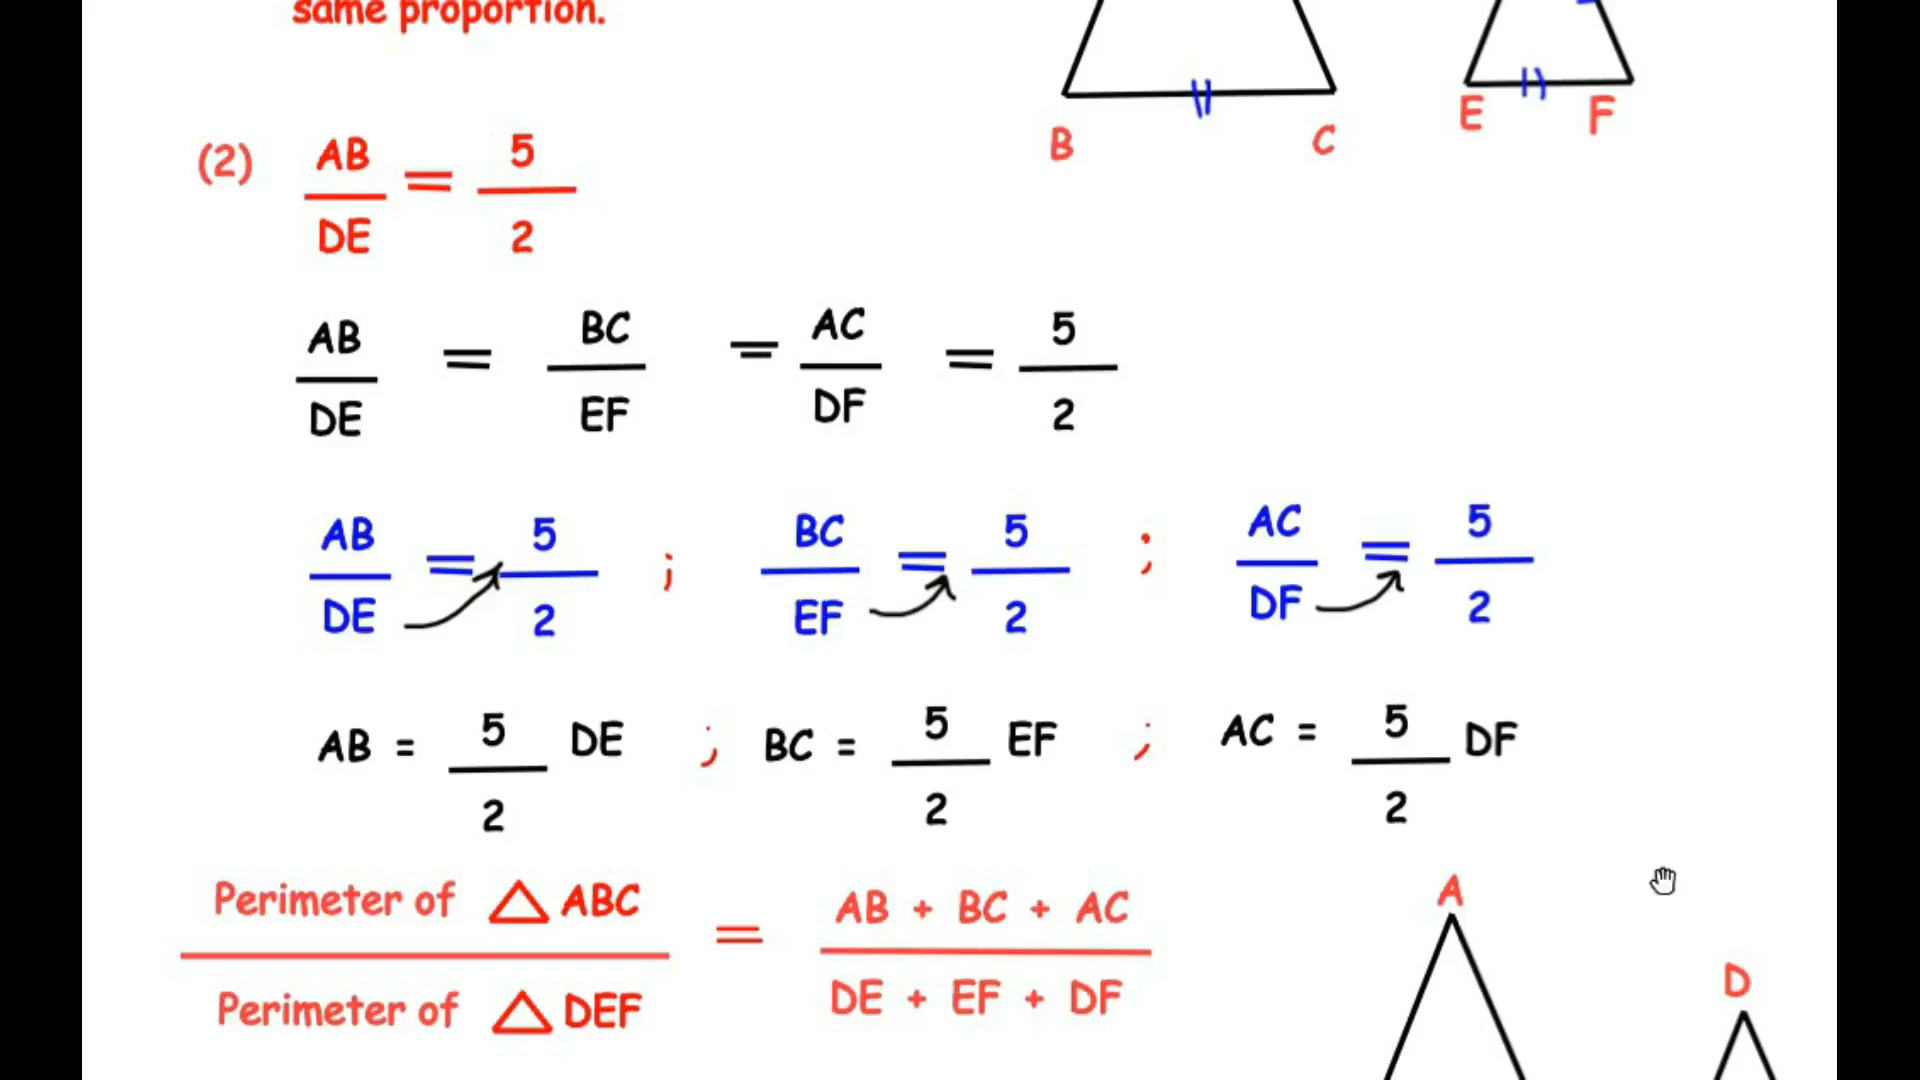 same proportion.
B C E F
(2) AB/DE = 5/2
AB/DE = BC/EF = AC/DF = 5/2
AB/DE = 5/2 ; BC/EF = 5/2 ; AC/DF = 5/2
AB = 5/2 DE ; BC = 5/2 EF ; AC = 5/2 DF
Perimeter of △ ABC / Perimeter of △ DEF = AB + BC + AC / DE + EF + DF
A
D